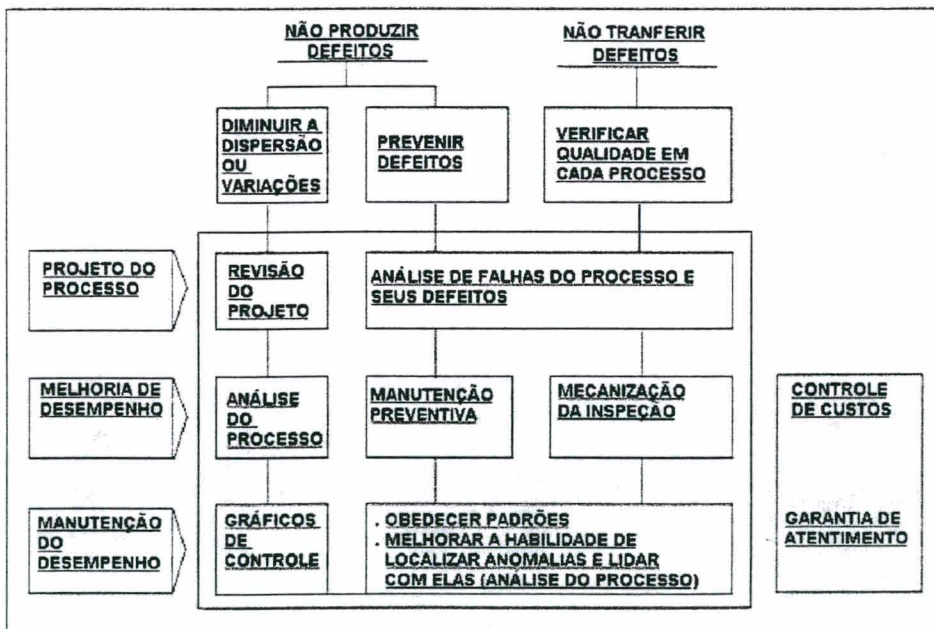 NÃO PRODUZIR
DEFEITOS
NÃO TRANFERIR
DEFEITOS
DIMINUIR A
DISPERSÃO
OU
VARIAÇÕES
PREVENIR
DEFEITOS
VERIFICAR
QUALIDADE EM
CADA PROCESSO
PROJETO DO
PROCESSO
REVISÃO
DO
PROJETO
ANÁLISE DE FALHAS DO PROCESSO E
SEUS DEFEITOS
MELHORIA DE
DESEMPENHO
ANÁLISE
DO
PROCESSO
MANUTENÇÃO
PREVENTIVA
MECANIZAÇÃO
DA INSPEÇÃO
CONTROLE
DE CUSTOS
MANUTENÇÃO
DO
DESEMPENHO
GRÁFICOS
DE
CONTROLE
. OBEDECER PADRÕES
. MELHORAR A HABILIDADE DE
LOCALIZAR ANOMALIAS E LIDAR
COM ELAS (ANÁLISE DO PROCESSO)
GARANTIA DE
ATENTIMENTO